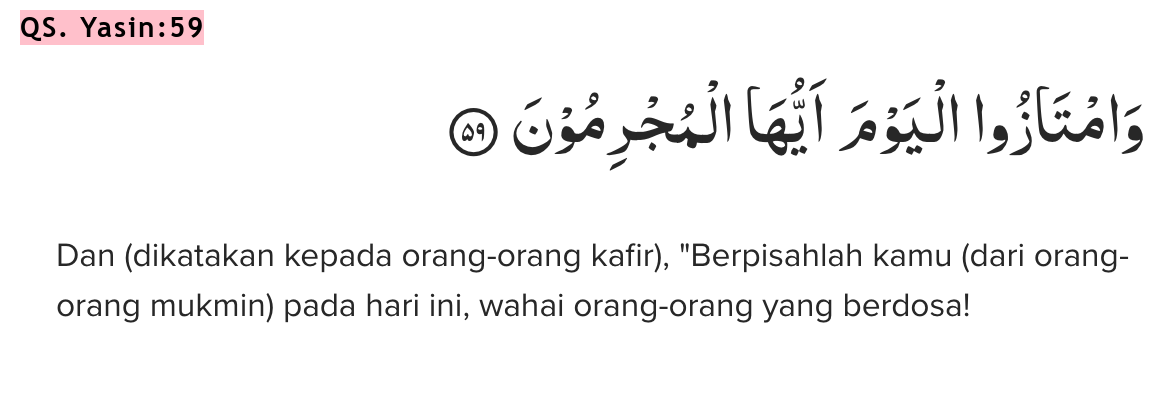 QS. Yasin:59
وَامْتَازُوا الْيَوْمَ اَيُّهَا الْمُجْرِمُوْنَ ۝٥٩
Dan (dikatakan kepada orang-orang kafir), "Berpisahlah kamu (dari orang-
orang mukmin) pada hari ini, wahai orang-orang yang berdosa!